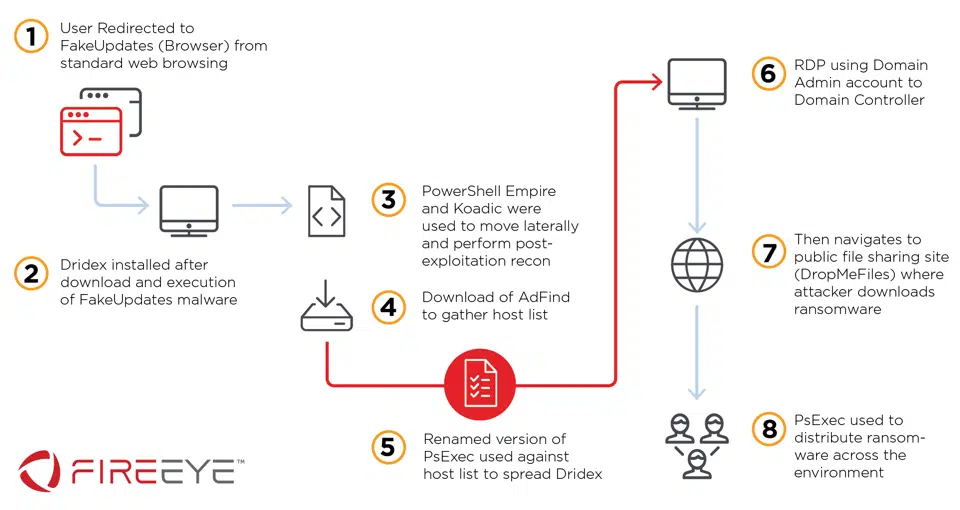 1
User Redirected to
FakeUpdates (Browser) from
standard web browsing
2
Dridex installed after
download and execution
of FakeUpdates malware
3
PowerShell Empire
and Koadic were
used to move laterally
and perform post-
exploitation recon
4
Download of AdFind
to gather host list
5
Renamed version of
PsExec used against
host list to spread Dridex
6
RDP using Domain
Admin account to
Domain Controller
7
Then navigates to
public file sharing site
(DropMeFiles) where
attacker downloads
ransomware
8
PsExec used to
distribute ransom-
ware across the
environment
FIREEYE™